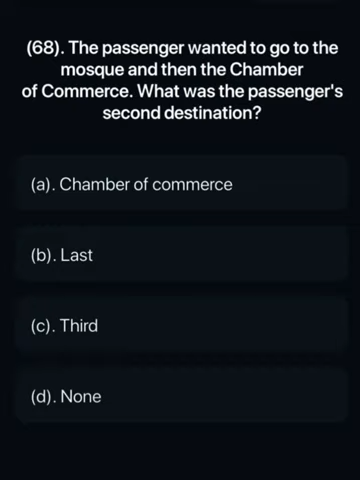 (68). The passenger wanted to go to the
mosque and then the Chamber
of Commerce. What was the passenger's
second destination?
(a). Chamber of commerce
(b). Last
(c). Third
(d). None